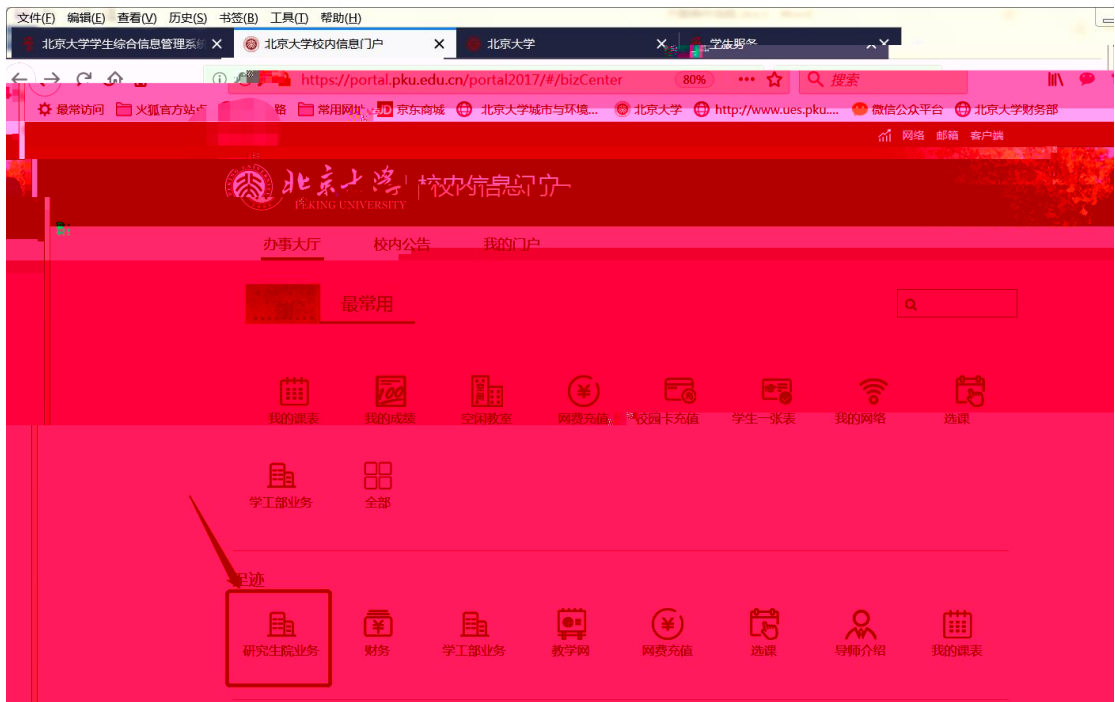 文件(F) 编辑(E) 查看(V) 历史(S) 书签(B) 工具(T) 帮助(H)
北京大学学生综合信息管理系统 北京大学校内信息门户 北京大学
https://portal.pku.edu.cn/portal2017/#/bizCenter 80% 搜索
最常访问 火狐官方站点 常用网址 JD 京东商城 北京大学城市与环境... 北京大学 http://www.ues.pku.... 微信公众平台 北京大学财务部
网络 邮箱 客户端
北京大学 校内信息门户
PEKING UNIVERSITY
办事大厅 校内公告 我的门户
最常用
我的课表 我的成绩 空闲教室 网费充值 校园卡充值 学生一张表 我的网络 选课
学工部业务 全部
足迹
研究生院业务 财务 学工部业务 教学网 网费充值 选课 导师介绍 我的课表